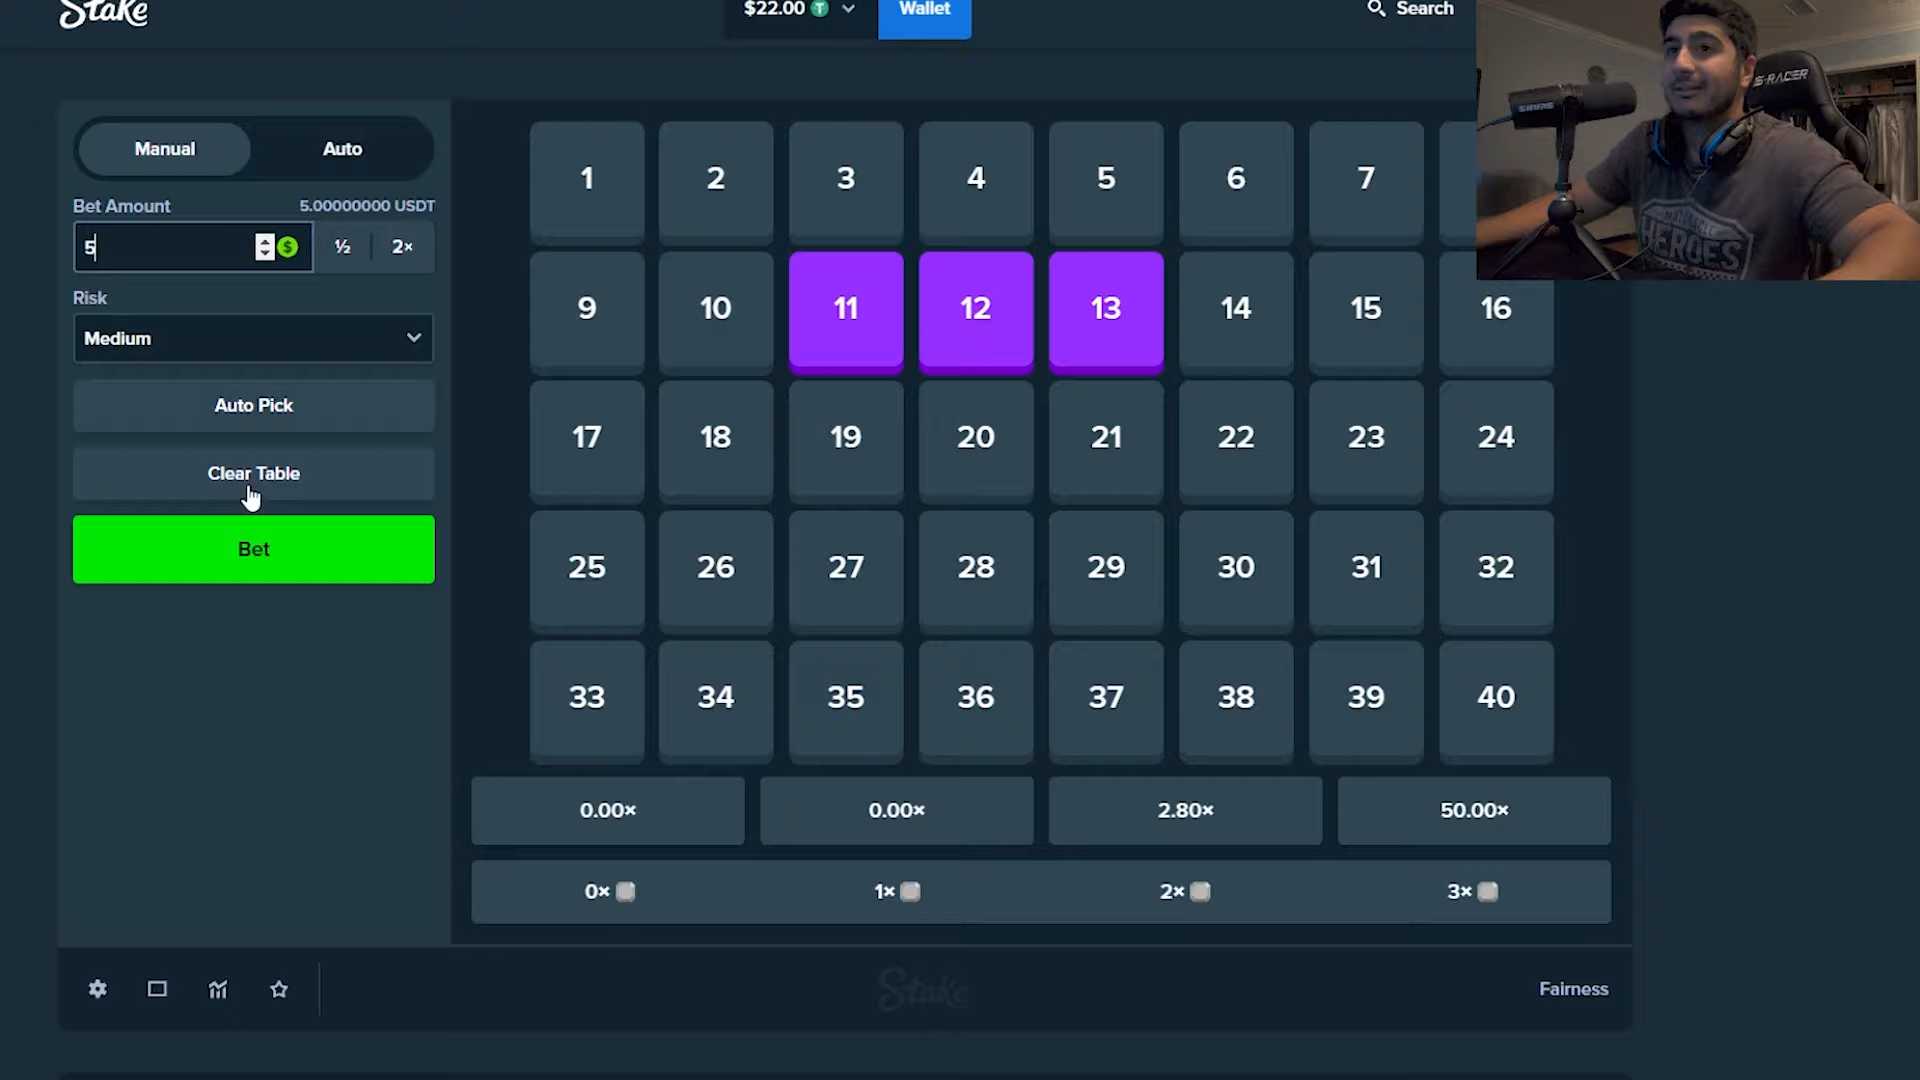 Stake
$22.00 T
Wallet
Search
S-RACER
SHURE
HEROES
Manual
Auto
Bet Amount
5.00000000 USDT
5
$
½
2×
Risk
Medium
Auto Pick
Clear Table
Bet
1 2 3 4 5 6 7
9 10 11 12 13 14 15 16
17 18 19 20 21 22 23 24
25 26 27 28 29 30 31 32
33 34 35 36 37 38 39 40
0.00× 0.00× 2.80× 50.00×
0× 1× 2× 3×
Stake
Fairness